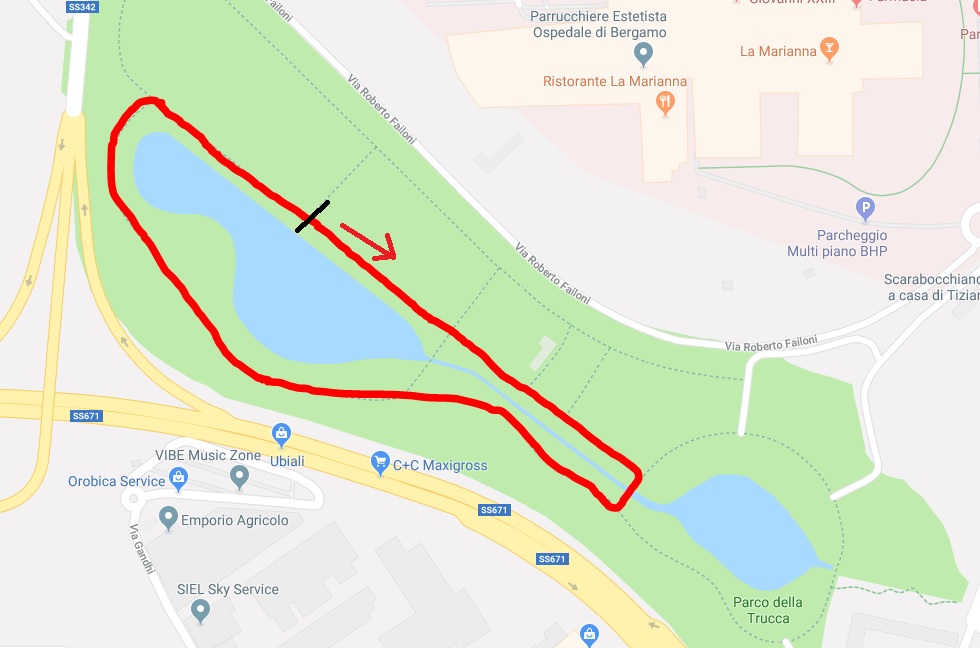 SS342
Failoni
Giovanni XXIII
Farmacia
Parrucchiere Estetista
Ospedale di Bergamo
La Marianna
Ristorante La Marianna
Via Roberto Failoni
P
Parcheggio
Multi piano BHP
Via Roberto Failoni
a casa di
Via Roberto Failoni
SS671
VIBE Music Zone
Ubiali
C+C Maxigross
Orobica Service
Emporio Agricolo
SS671
Via Gandhi
SS671
SIEL Sky Service
Parco della
Trucca